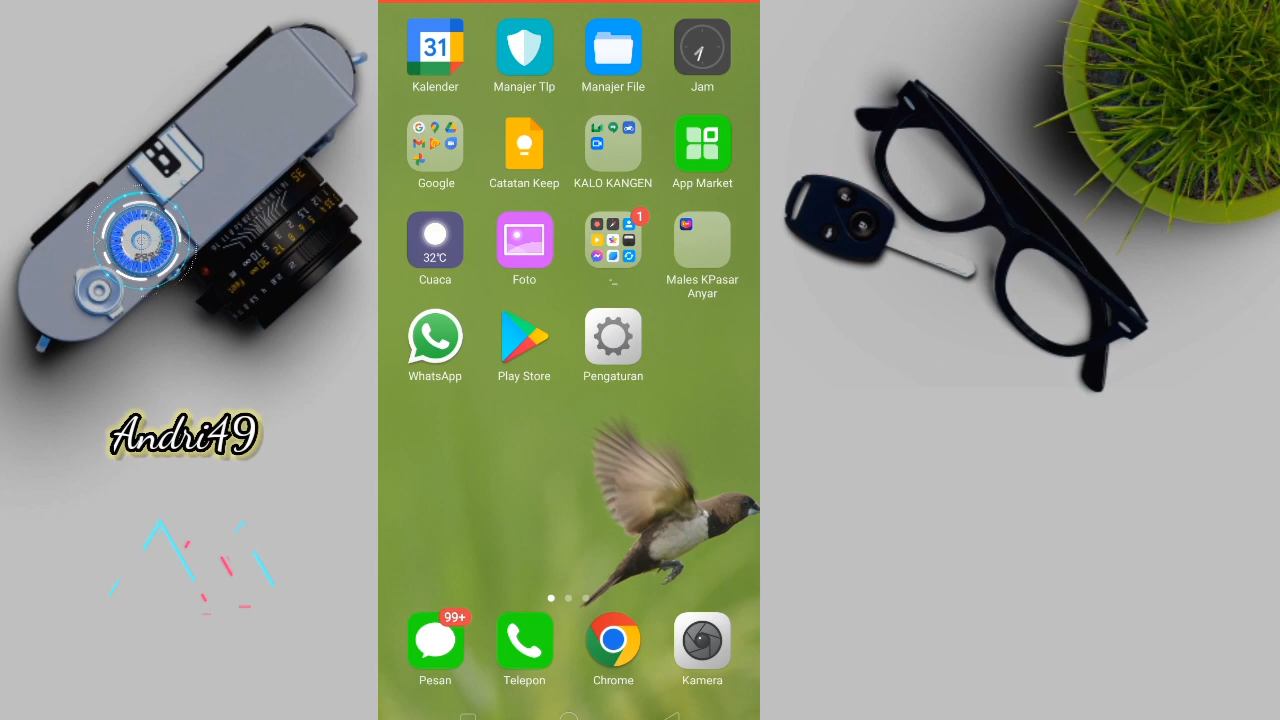 31
Kalender
Manajer Tlp
Manajer File
Jam
Google
Catatan Keep
KALO KANGEN
App Market
32°C
Cuaca
Foto
1
-_
Males KPasar
Anyar
WhatsApp
Play Store
Pengaturan
Andri49
99+
Pesan
Telepon
Chrome
Kamera